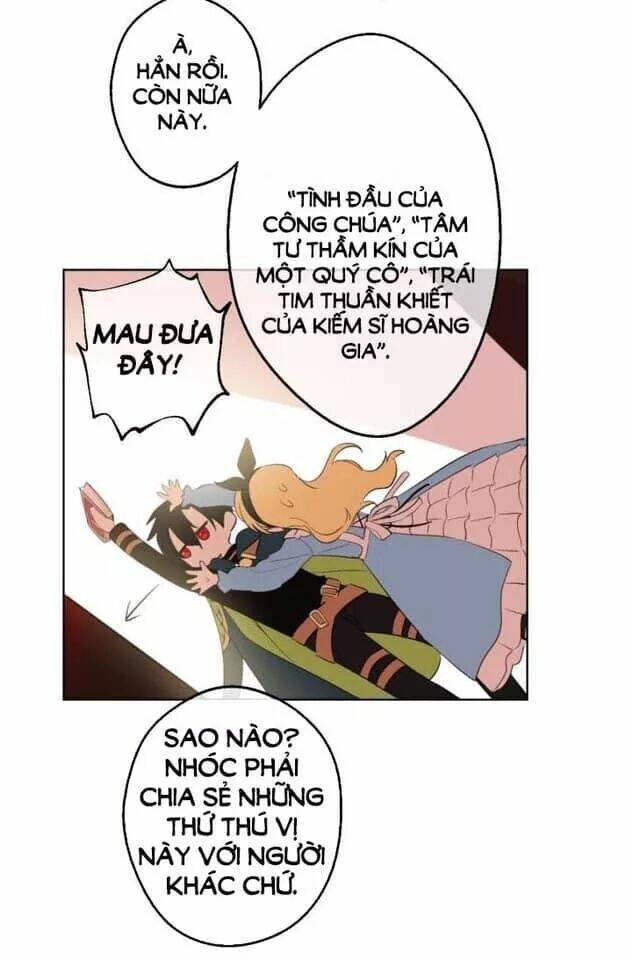 À,
HẲN RỒI.
CÒN NỮA
NÀY.
"TÌNH ĐẦU CỦA
CÔNG CHÚA", "TÂM
TƯ THẦM KÍN CỦA
MỘT QUÝ CÔ", "TRÁI
TIM THUẦN KHIẾT
CỦA KIẾM SĨ HOÀNG
GIA".
MAU ĐƯA
ĐÂY!
SAO NÀO?
NHÓC PHẢI
CHIA SẺ NHỮNG
THỨ THÚ VỊ
NÀY VỚI NGƯỜI
KHÁC CHỨ.